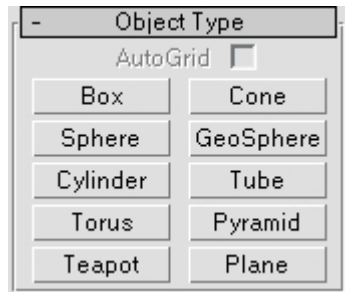 - Object Type
AutoGrid
Box Cone
Sphere GeoSphere
Cylinder Tube
Torus Pyramid
Teapot Plane